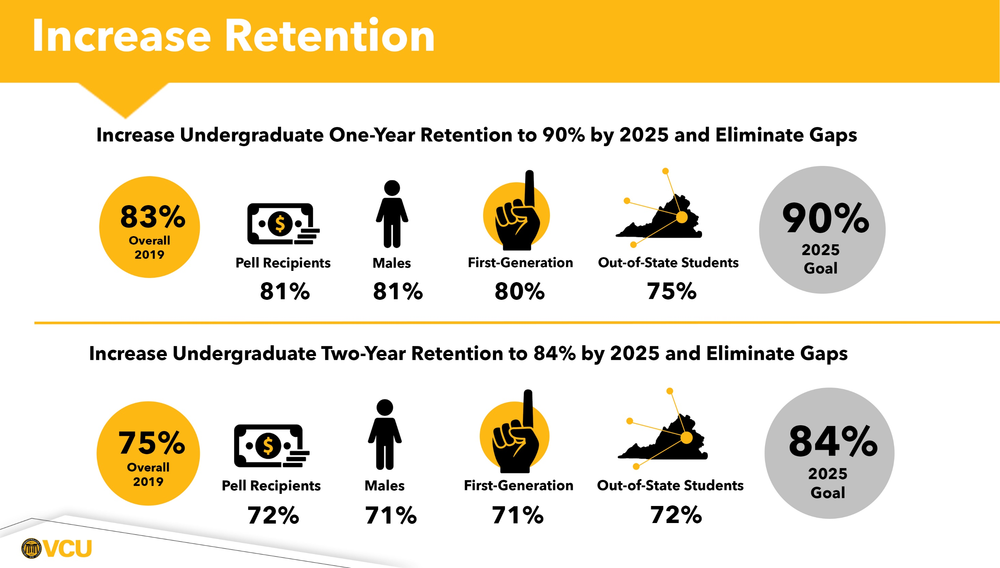 Increase Retention
Increase Undergraduate One-Year Retention to 90% by 2025 and Eliminate Gaps
83%
Overall
2019
$
Pell Recipients
81%
Males
81%
First-Generation
80%
Out-of-State Students
75%
90%
2025
Goal
Increase Undergraduate Two-Year Retention to 84% by 2025 and Eliminate Gaps
75%
Overall
2019
$
Pell Recipients
72%
Males
71%
First-Generation
71%
Out-of-State Students
72%
84%
2025
Goal
VCU